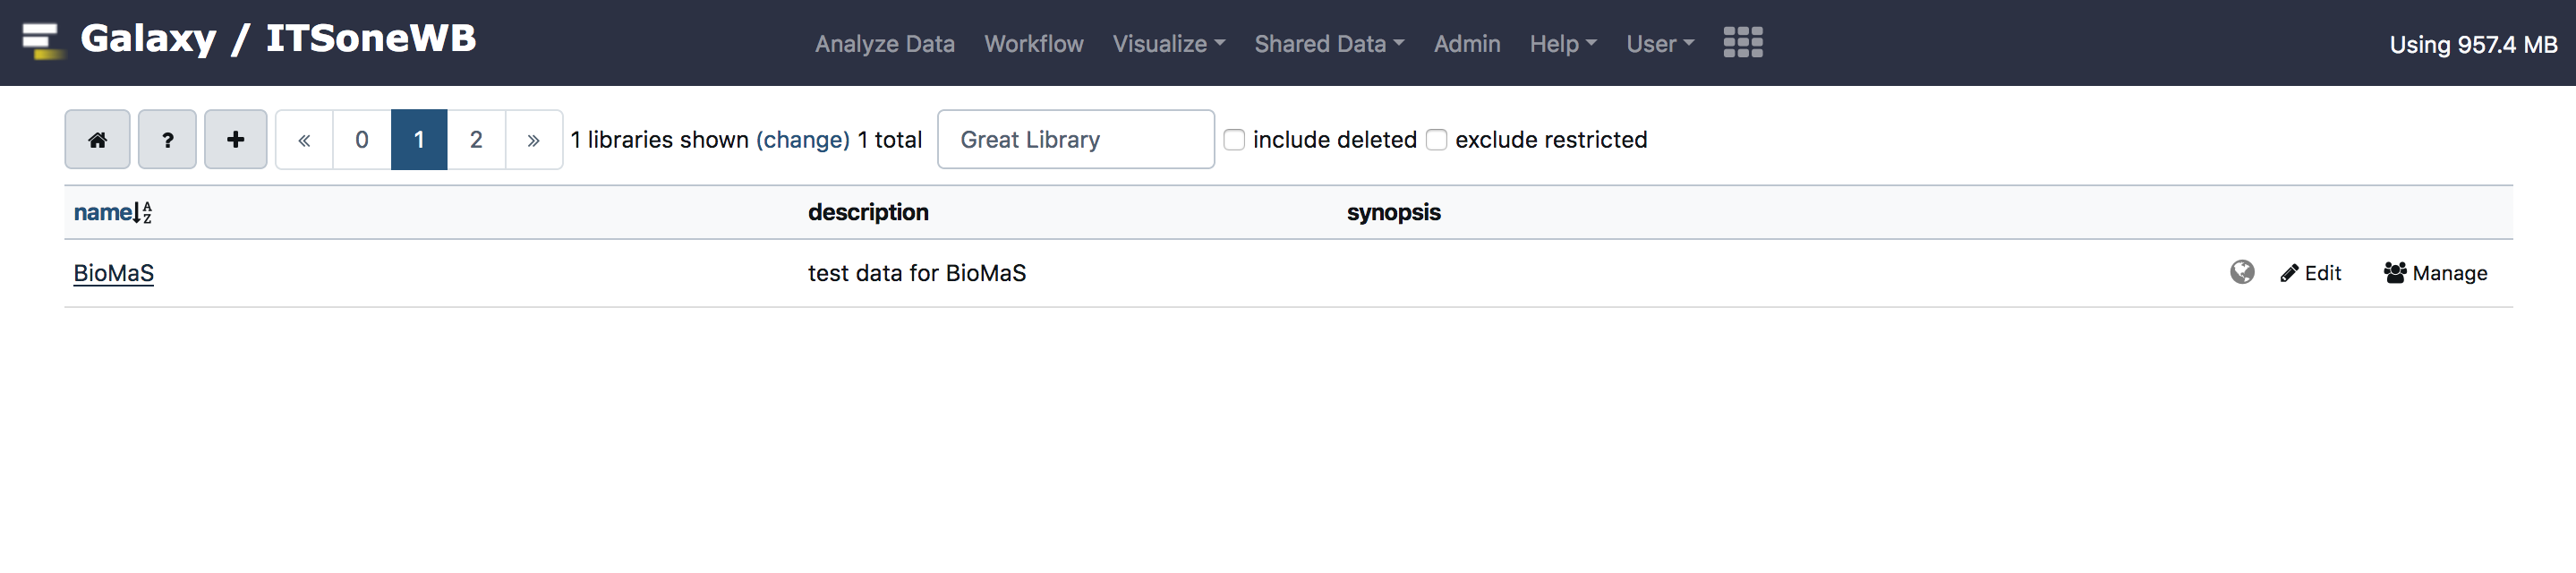 Galaxy / ITSoneWB
Analyze Data Workflow Visualize Shared Data Admin Help User Using 957.4 MB
? + « 0 1 2 » 1 libraries shown (change) 1 total Great Library include deleted exclude restricted
name AZ description synopsis
BioMaS test data for BioMaS Edit Manage